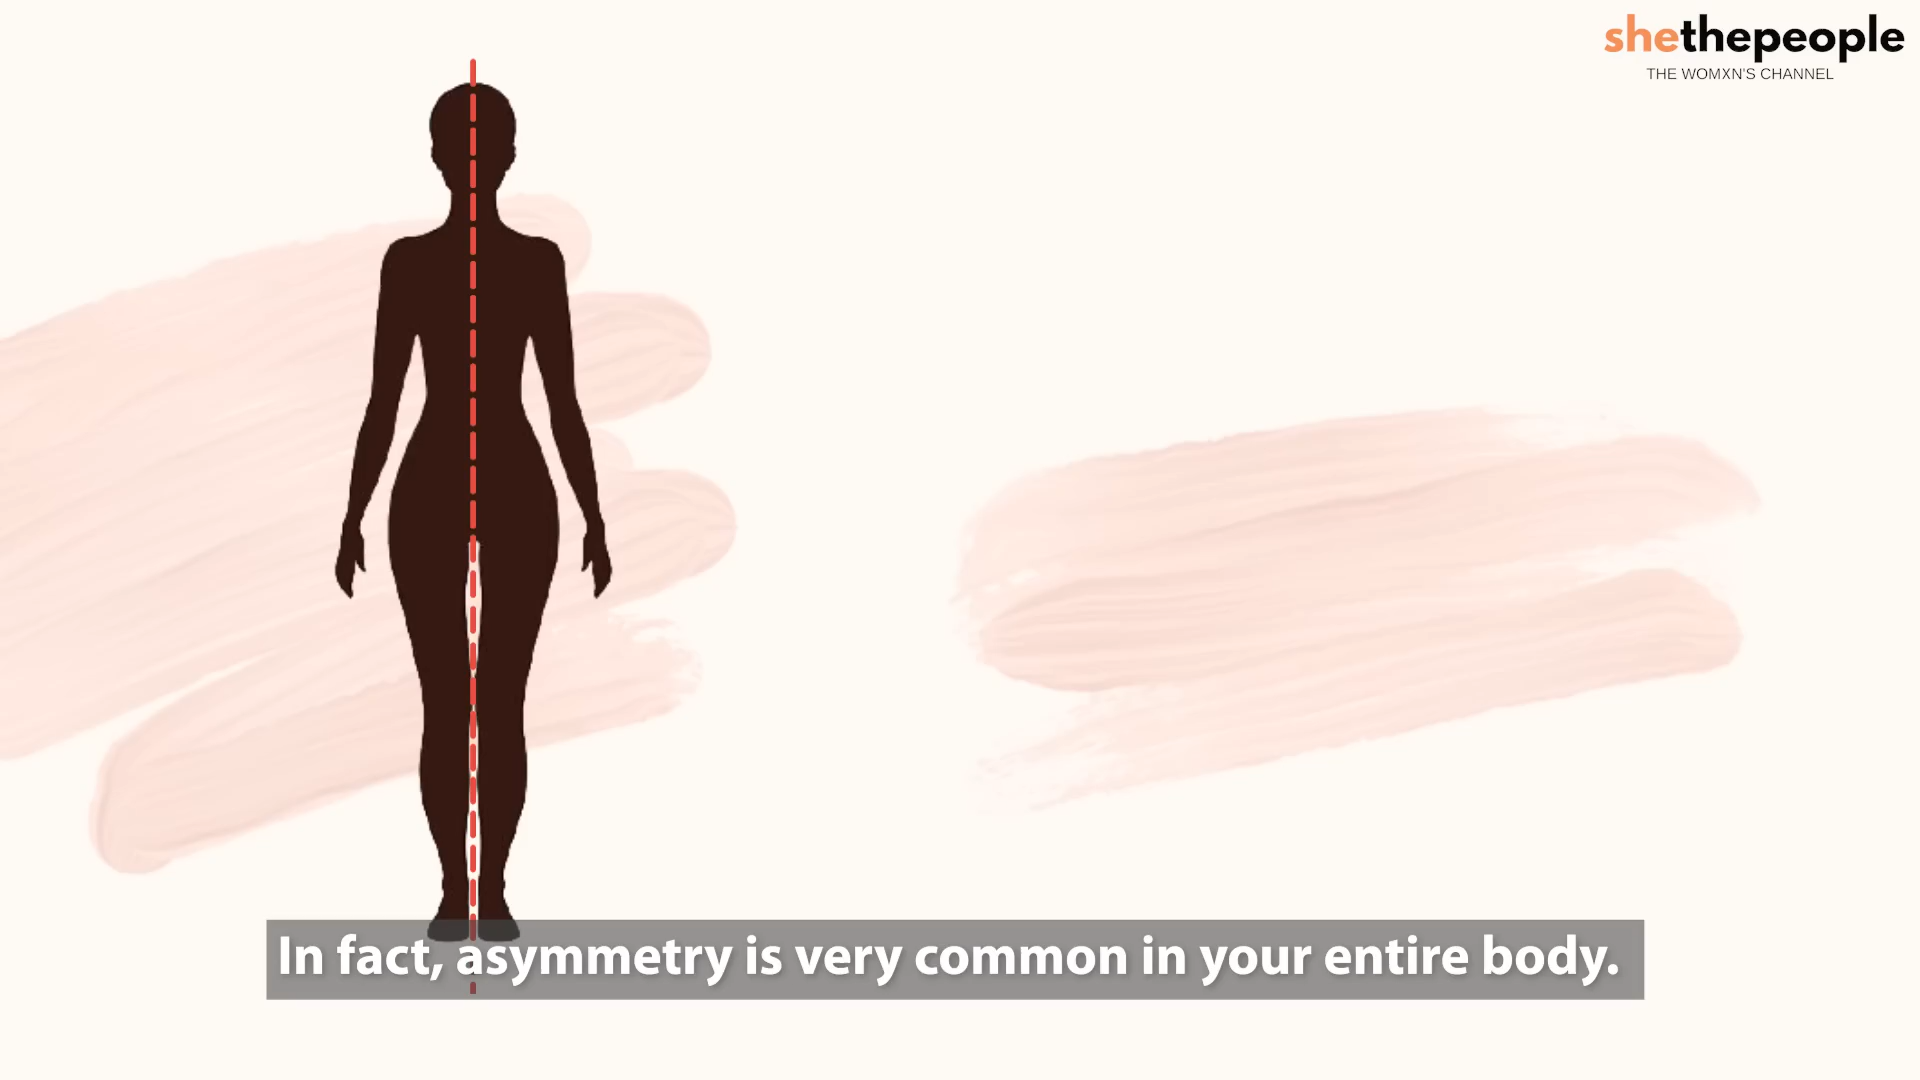 shethepeople
THE WOMXN'S CHANNEL
In fact, asymmetry is very common in your entire body.